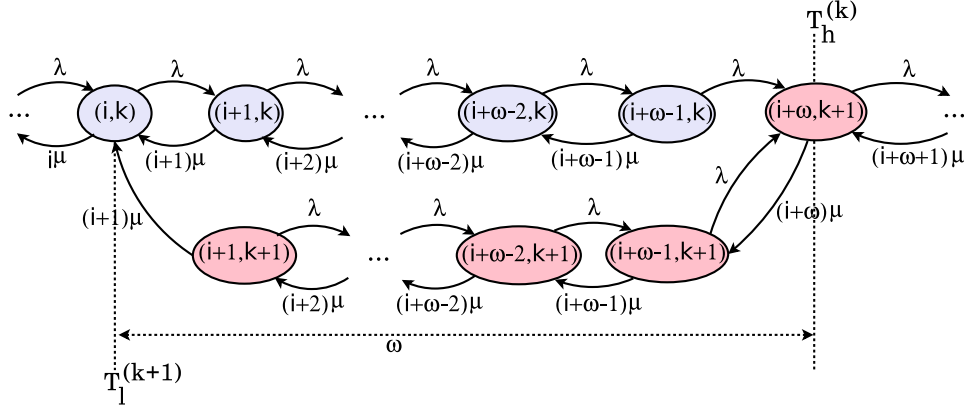 T_h^(k)
λ λ λ λ λ λ λ
... (i,k) (i+1,k) ... (i+ω-2,k) (i+ω-1,k) (i+ω,k+1) ...
iμ (i+1)μ (i+2)μ (i+ω-2)μ (i+ω-1)μ (i+ω+1)μ
λ
(i+1)μ λ λ λ (i+ω)μ
(i+1,k+1) ... (i+ω-2,k+1) (i+ω-1,k+1)
(i+2)μ (i+ω-2)μ (i+ω-1)μ
ω
T_l^(k+1)